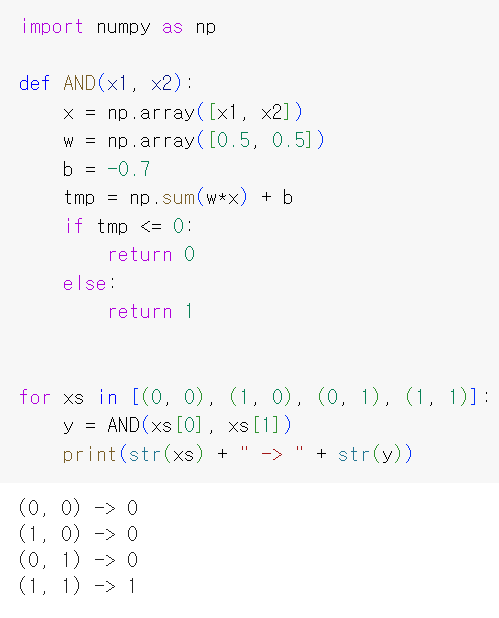 import numpy as np

def AND(x1, x2):
    x = np.array([x1, x2])
    w = np.array([0.5, 0.5])
    b = -0.7
    tmp = np.sum(w*x) + b
    if tmp <= 0:
        return 0
    else:
        return 1

for xs in [(0, 0), (1, 0), (0, 1), (1, 1)]:
    y = AND(xs[0], xs[1])
    print(str(xs) + " -> " + str(y))
(0, 0) -> 0
(1, 0) -> 0
(0, 1) -> 0
(1, 1) -> 1